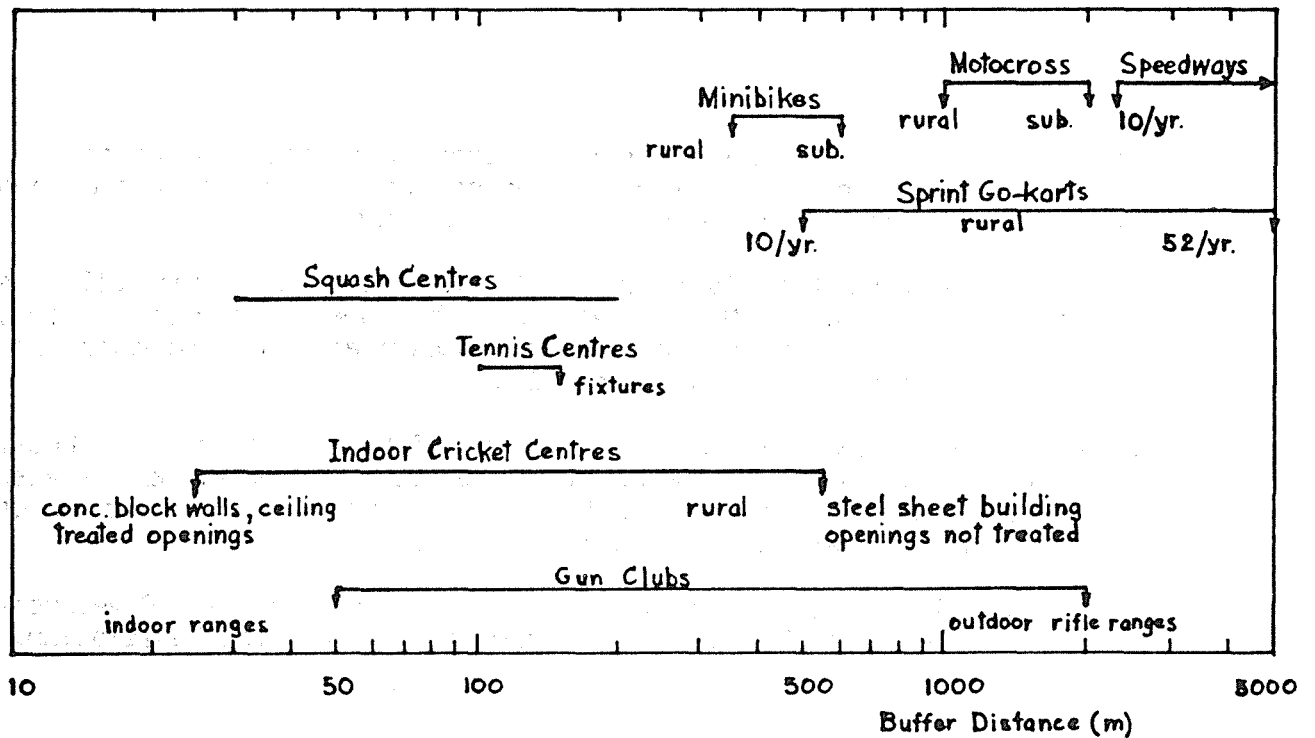 Motocross Speedways
Minibikes
rural sub. 10/yr.
rural sub.
Sprint Go-karts
rural
10/yr. 52/yr.
Squash Centres
Tennis Centres
fixtures
Indoor Cricket Centres
conc. block walls, ceiling rural steel sheet building
treated openings openings not treated
Gun Clubs
indoor ranges outdoor rifle ranges
10 50 100 500 1000 5000
Buffer Distance (m)